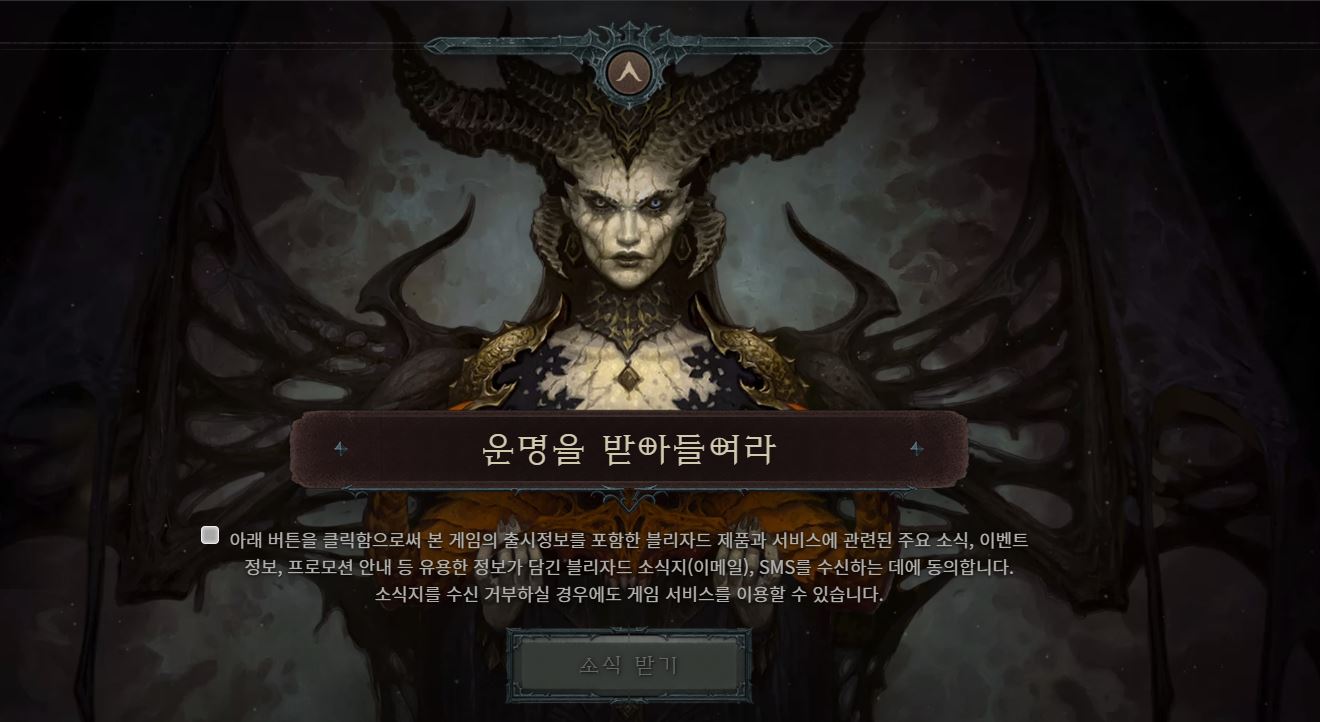 운명을 받아들여라
아래 버튼을 클릭함으로써 본 게임의 출시정보를 포함한 블리자드 제품과 서비스에 관련된 주요 소식, 이벤트
정보, 프로모션 안내 등 유용한 정보가 담긴 블리자드 소식지(이메일), SMS를 수신하는 데에 동의합니다.
소식지를 수신 거부하실 경우에도 게임 서비스를 이용할 수 있습니다.
소식 받기